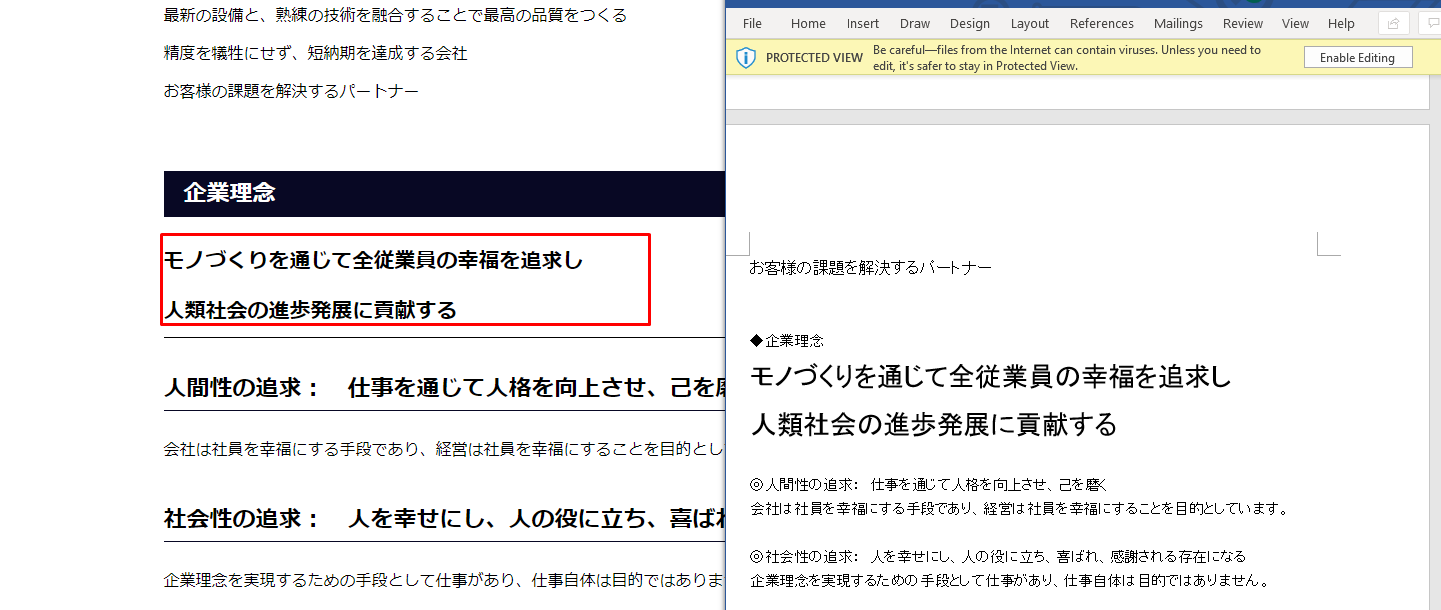 最新の設備と、熟練の技術を融合することで最高の品質をつくる
精度を犠牲にせず、短納期を達成する会社
お客様の課題を解決するパートナー
企業理念
モノづくりを通じて全従業員の幸福を追求し
人類社会の進歩発展に貢献する
人間性の追求：　仕事を通じて人格を向上させ、己を磨
会社は社員を幸福にする手段であり、経営は社員を幸福にすることを目的とし
社会性の追求：　人を幸せにし、人の役に立ち、喜ばれ
企業理念を実現するための手段として仕事があり、仕事自体は目的ではありま
File Home Insert Draw Design Layout References Mailings Review View Help
PROTECTED VIEW Be careful—files from the Internet can contain viruses. Unless you need to
edit, it's safer to stay in Protected View.
Enable Editing
お客様の課題を解決するパートナー
◆企業理念
モノづくりを通じて全従業員の幸福を追求し
人類社会の進歩発展に貢献する
◎人間性の追求：　仕事を通じて人格を向上させ、己を磨く
会社は社員を幸福にする手段であり、経営は社員を幸福にすることを目的としています。
◎社会性の追求：　人を幸せにし、人の役に立ち、喜ばれ、感謝される存在になる
企業理念を実現するための手段として仕事があり、仕事自体は目的ではありません。